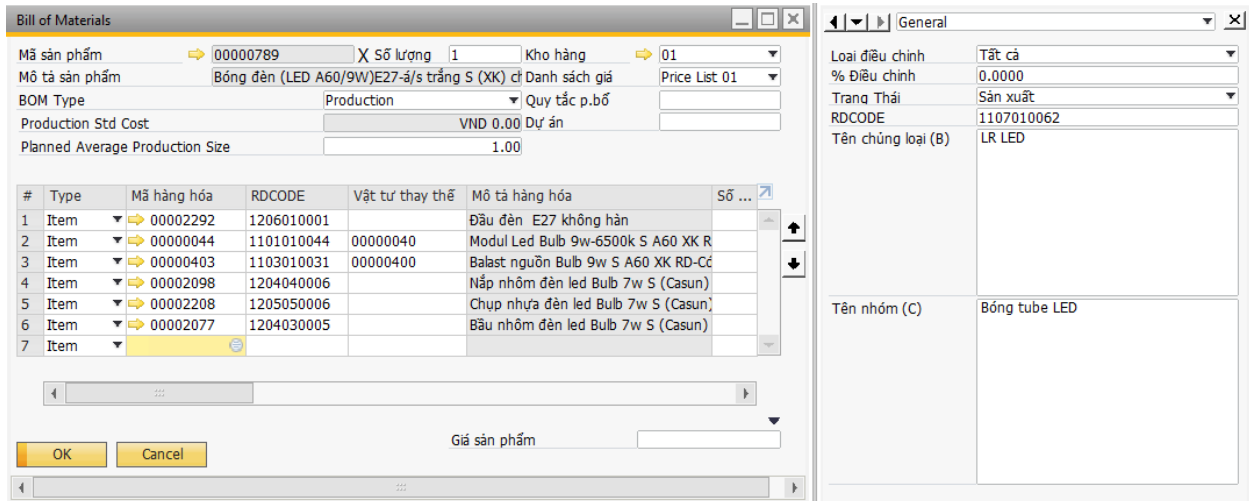 Bill of Materials
Mã sản phẩm 00000789 X Số lượng 1 Kho hàng 01
Mô tả sản phẩm Bóng đèn (LED A60/9W)E27-á/s trắng S (XK) ch Danh sách giá Price List 01
BOM Type Production Quy tắc p.bổ
Production Std Cost VND 0.00 Dự án
Planned Average Production Size 1.00
# Type Mã hàng hóa RDCODE Vật tư thay thế Mô tả hàng hóa Số ...
1 Item 00002292 1206010001 Đầu đèn E27 không hàn
2 Item 00000044 1101010044 00000040 Modul Led Bulb 9w-6500k S A60 XK R
3 Item 00000403 1103010031 00000400 Balast nguồn Bulb 9w S A60 XK RD-Có
4 Item 00002098 1204040006 Nắp nhôm đèn led Bulb 7w S (Casun)
5 Item 00002208 1205050006 Chụp nhựa đèn led Bulb 7w S (Casun)
6 Item 00002077 1204030005 Bầu nhôm đèn led Bulb 7w S (Casun)
7 Item
Giá sản phẩm
OK Cancel
General
Loại điều chỉnh Tất cả
% Điều chỉnh 0.0000
Trạng Thái Sản xuất
RDCODE 1107010062
Tên chủng loại (B) LR LED
Tên nhóm (C) Bóng tube LED